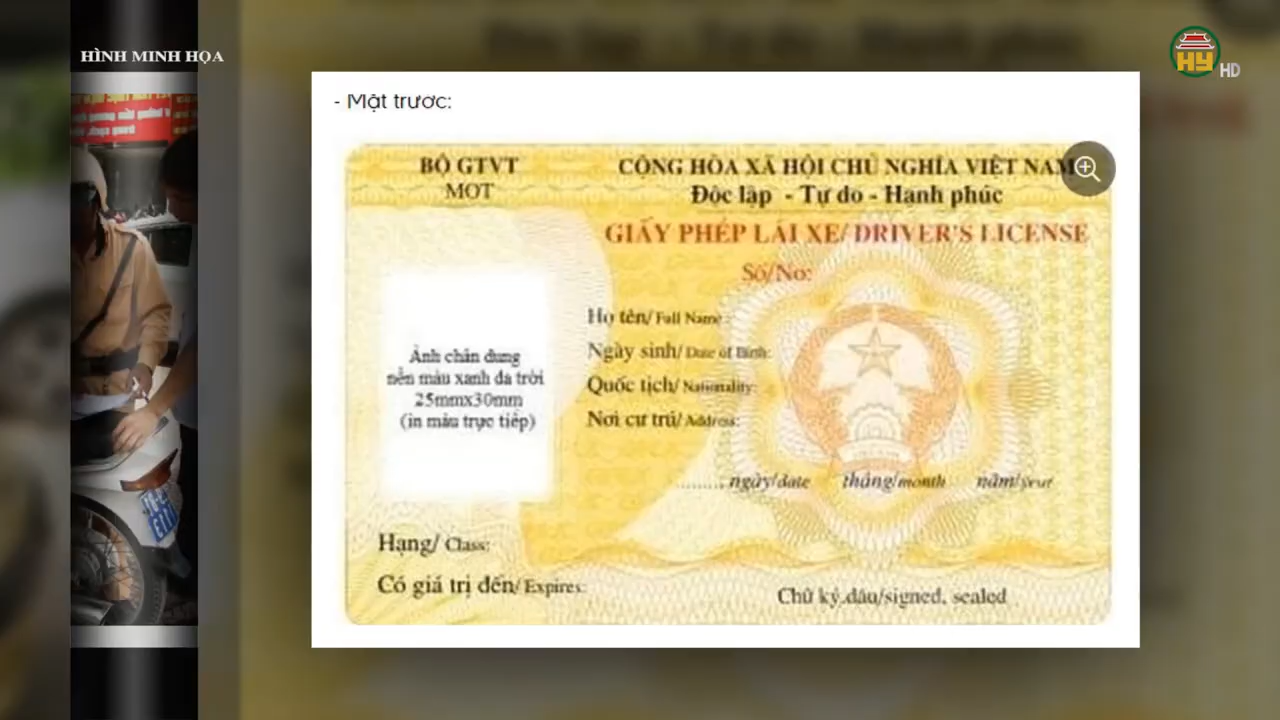 HÌNH MINH HỌA
HY HD
- Mặt trước:
BỘ GTVT
MOT
CỘNG HÒA XÃ HỘI CHỦ NGHĨA VIỆT NAM
Độc lập - Tự do - Hạnh phúc
GIẤY PHÉP LÁI XE/ DRIVER'S LICENSE
Số/No:
Họ tên/ Full Name:
Ngày sinh/ Date of Birth:
Quốc tịch/ Nationality:
Nơi cư trú/ Address:
Ảnh chân dung
nền màu xanh da trời
25mmx30mm
(in màu trực tiếp)
......... ngày/date tháng/month năm/year
Hạng/ Class:
Có giá trị đến/ Expires:
Chữ ký,dấu/signed, sealed